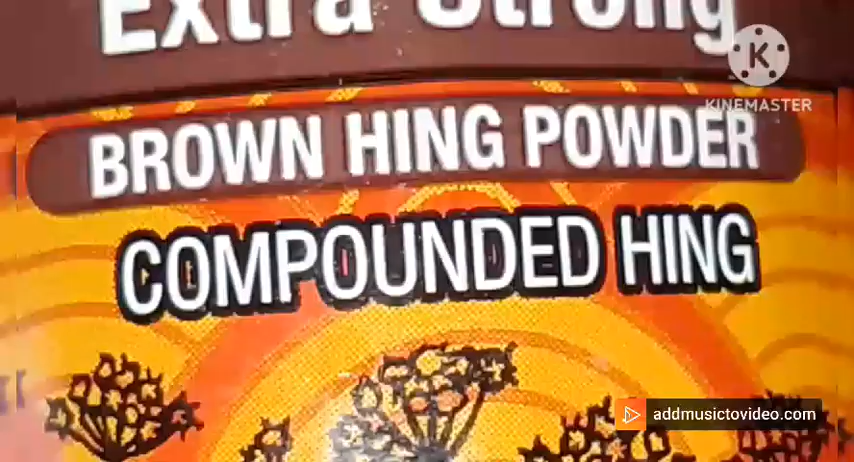 Extra Strong
K
KINEMASTER
BROWN HING POWDER
COMPOUNDED HING
addmusictovideo.com